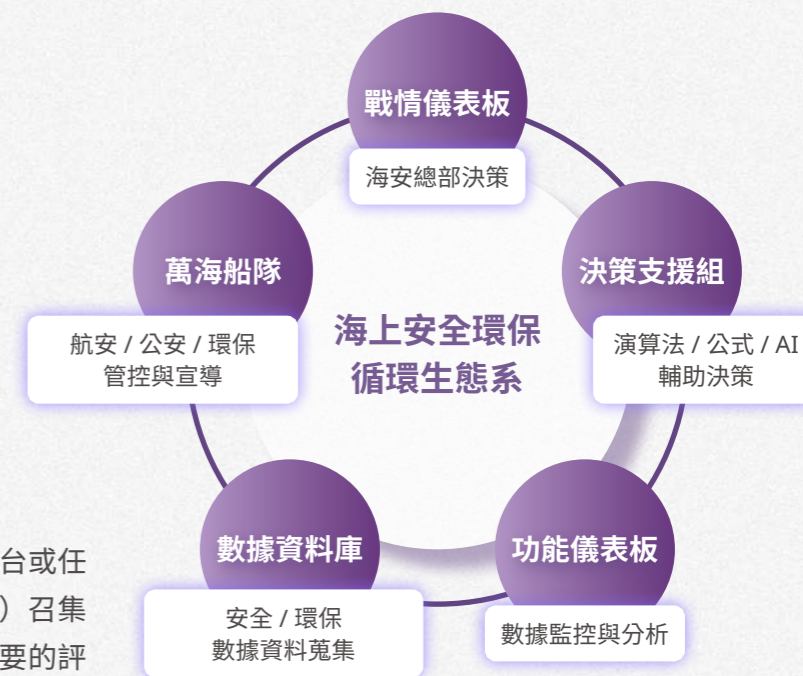 戰情儀表板
海安總部決策
萬海船隊
航安 / 公安 / 環保
管控與宣導
決策支援組
演算法 / 公式 / AI
輔助決策
海上安全環保
循環生態系
數據資料庫
安全 / 環保
數據資料蒐集
功能儀表板
數據監控與分析
台或任
）召集
要的評